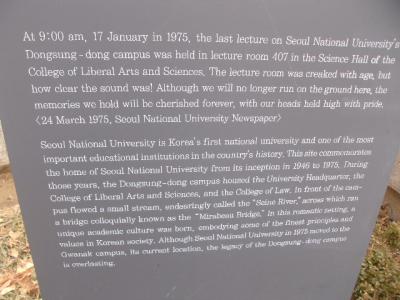 At 9:00 am, 17 January in 1975, the last lecture on Seoul National University's
Dongsung-dong campus was held in lecture room 407 in the Science Hall of the
College of Liberal Arts and Sciences. The lecture room was creaked with age, but
how clear the sound was! Although we will no longer run on the ground here, the
memories we hold will be cherished forever, with our heads held high with pride.
<24 March 1975, Seoul National University Newspaper>
Seoul National University is Korea's first national university and one of the most
important educational institutions in the country's history. This site commemorates
the home of Seoul National University from its inception in 1946 to 1975. During
those years, the Dongsung-dong campus housed the University Headquarter, the
College of Liberal Arts and Sciences, and the College of Law. In front of the cam-
pus flowed a small stream, endearingly called the "Seine River," across which ran
a bridge colloquially known as the "Mirabeau Bridge." In this romantic setting, a
unique academic culture was born, embodying some of the finest principles and
values in Korean society. Although Seoul National University in 1975 moved to the
Gwanak campus, its current location, the legacy of the Dongsung-dong campus
is everlasting.